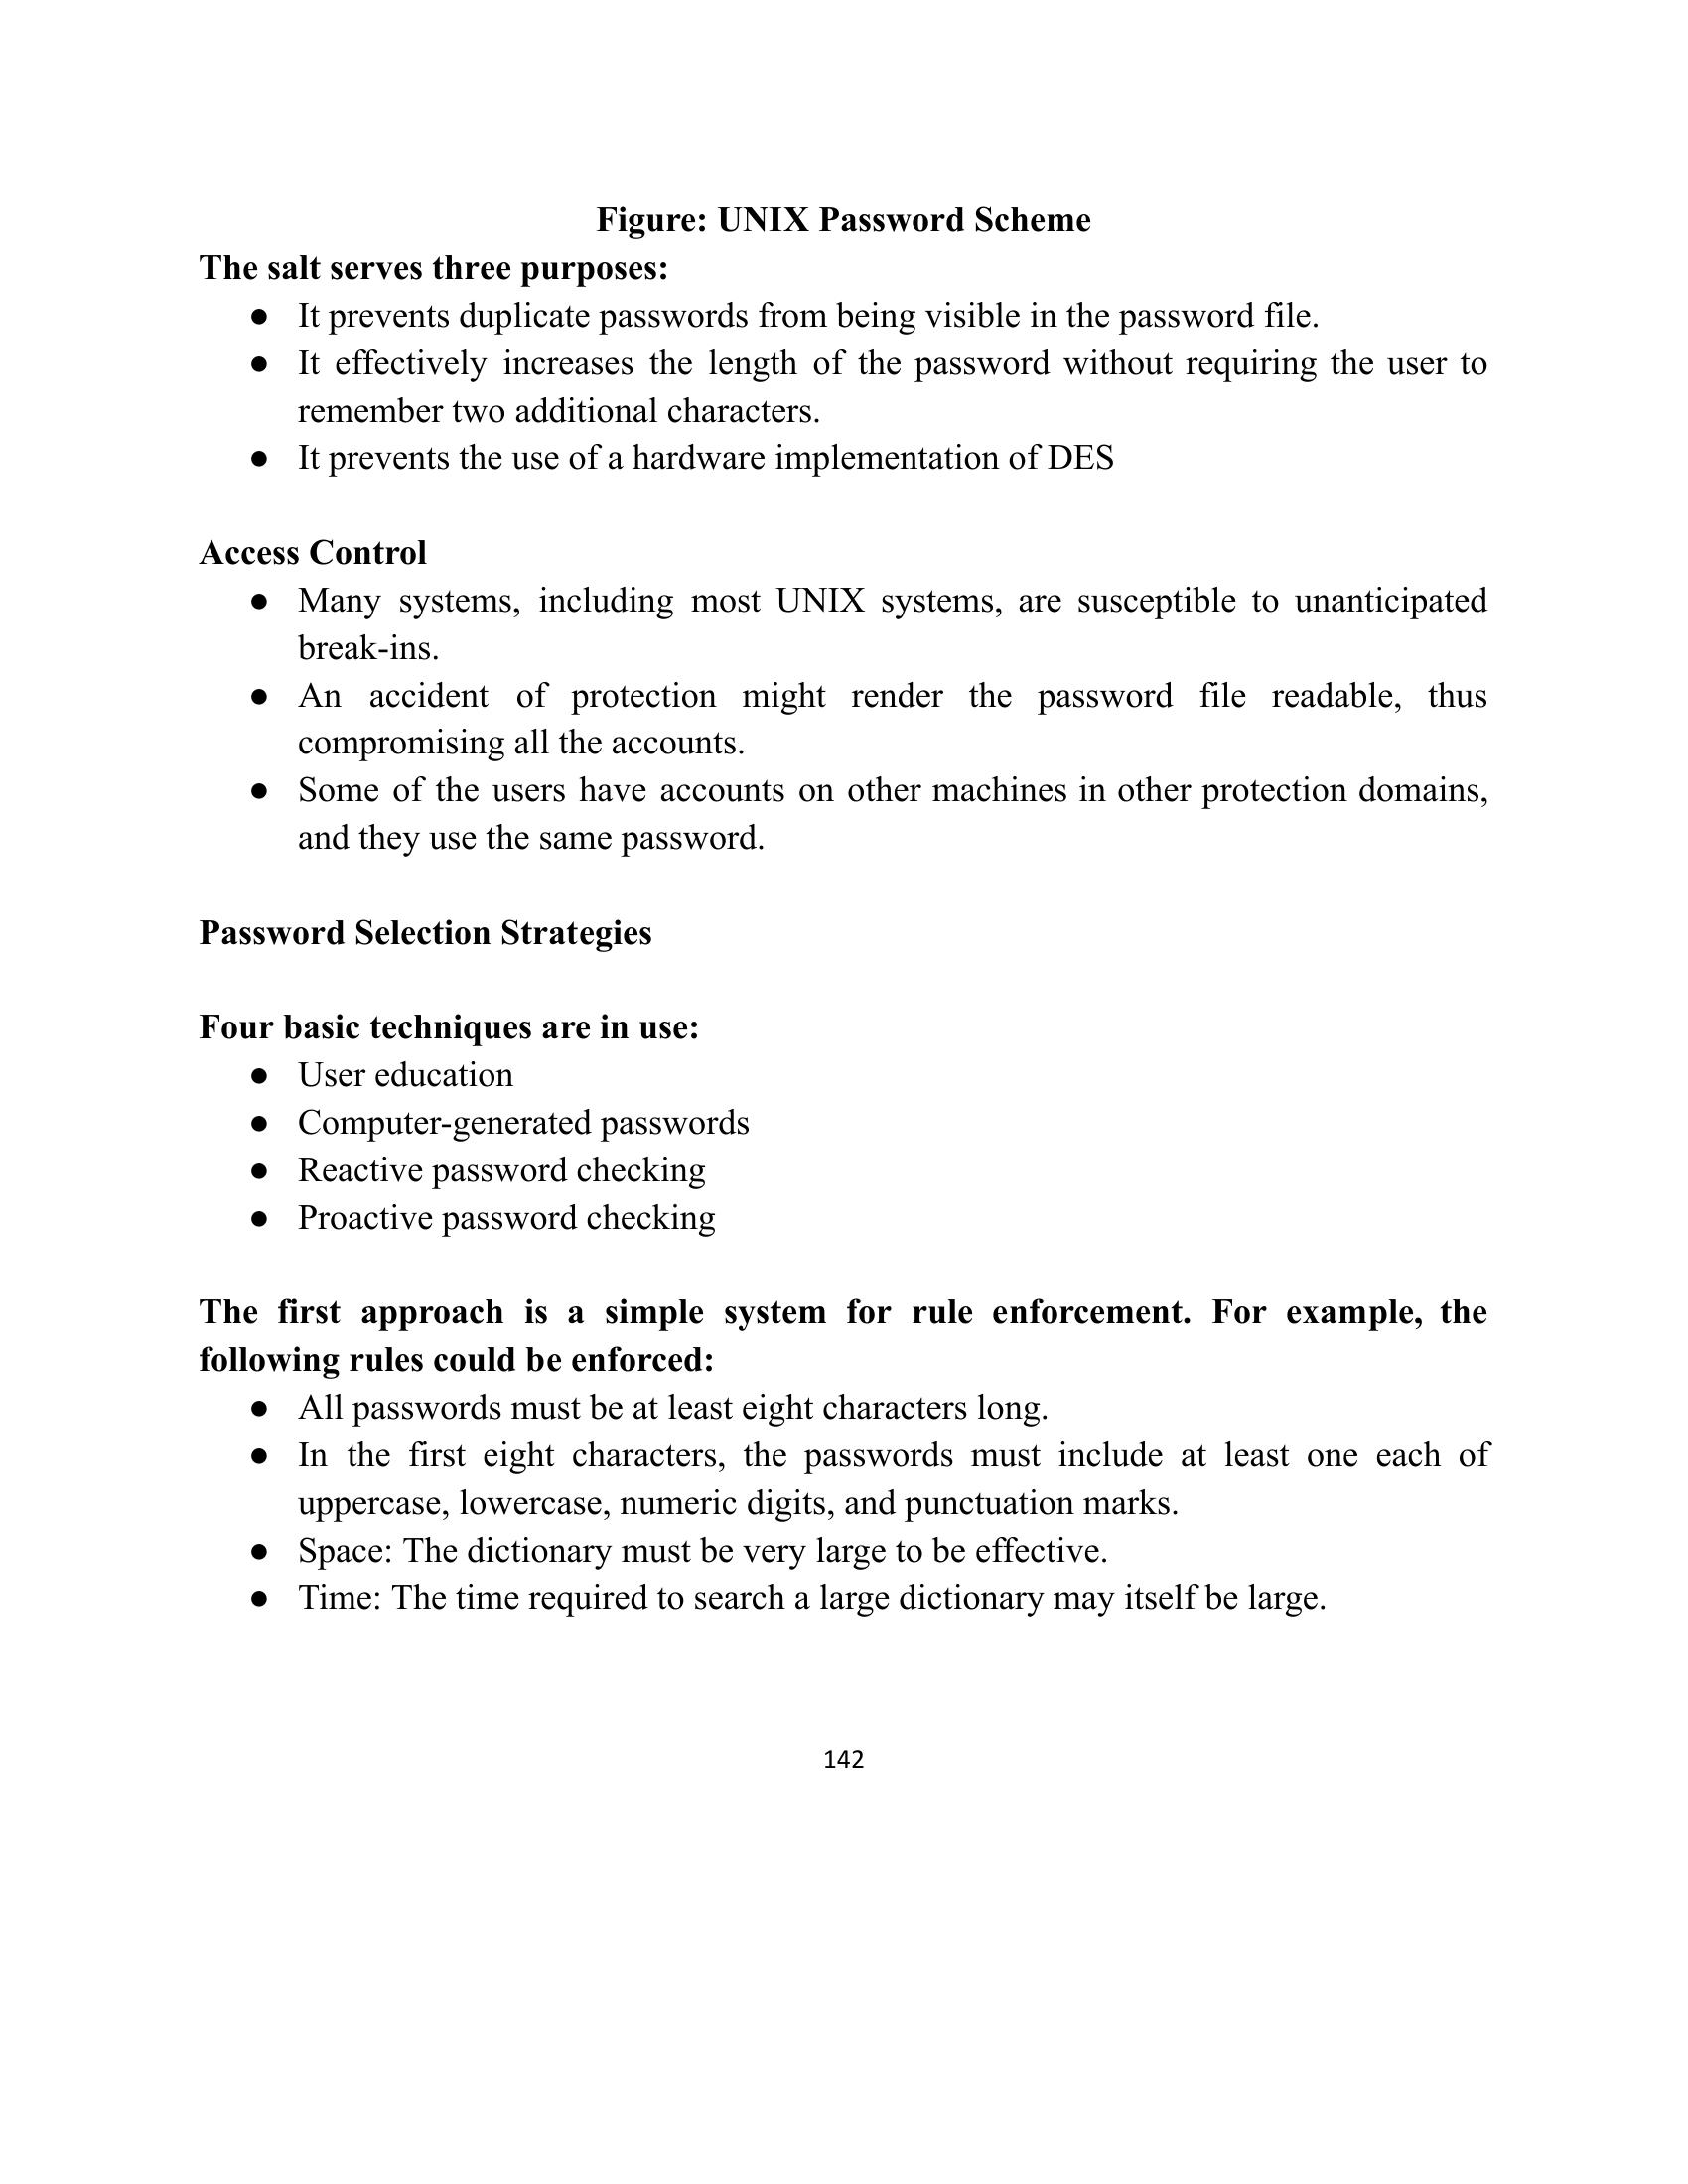 Figure: UNIX Password Scheme
The salt serves three purposes:
● It prevents duplicate passwords from being visible in the password file.
● It effectively increases the length of the password without requiring the user to
remember two additional characters.
● It prevents the use of a hardware implementation of DES
Access Control
● Many systems, including most UNIX systems, are susceptible to unanticipated
break-ins.
● An accident of protection might render the password file readable, thus
compromising all the accounts.
● Some of the users have accounts on other machines in other protection domains,
and they use the same password.
Password Selection Strategies
Four basic techniques are in use:
● User education
● Computer-generated passwords
● Reactive password checking
● Proactive password checking
The first approach is a simple system for rule enforcement. For example, the
following rules could be enforced:
● All passwords must be at least eight characters long.
● In the first eight characters, the passwords must include at least one each of
uppercase, lowercase, numeric digits, and punctuation marks.
● Space: The dictionary must be very large to be effective.
● Time: The time required to search a large dictionary may itself be large.
142